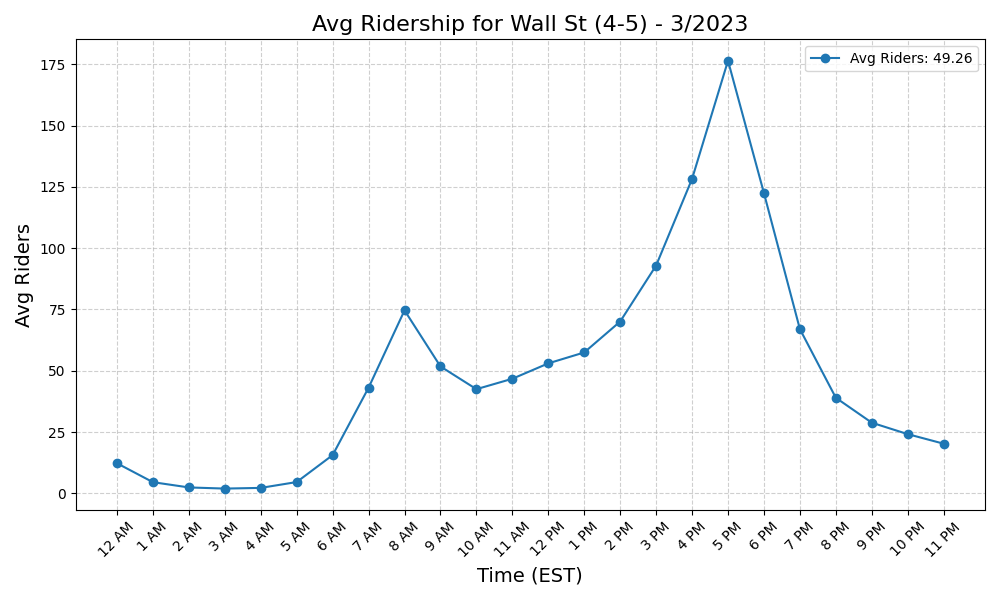 Avg Ridership for Wall St (4-5) - 3/2023
Avg Riders: 49.26
Avg Riders
175
150
125
100
75
50
25
0
12 AM
1 AM
2 AM
3 AM
4 AM
5 AM
6 AM
7 AM
8 AM
9 AM
10 AM
11 AM
12 PM
1 PM
2 PM
3 PM
4 PM
5 PM
6 PM
7 PM
8 PM
9 PM
10 PM
11 PM
Time (EST)